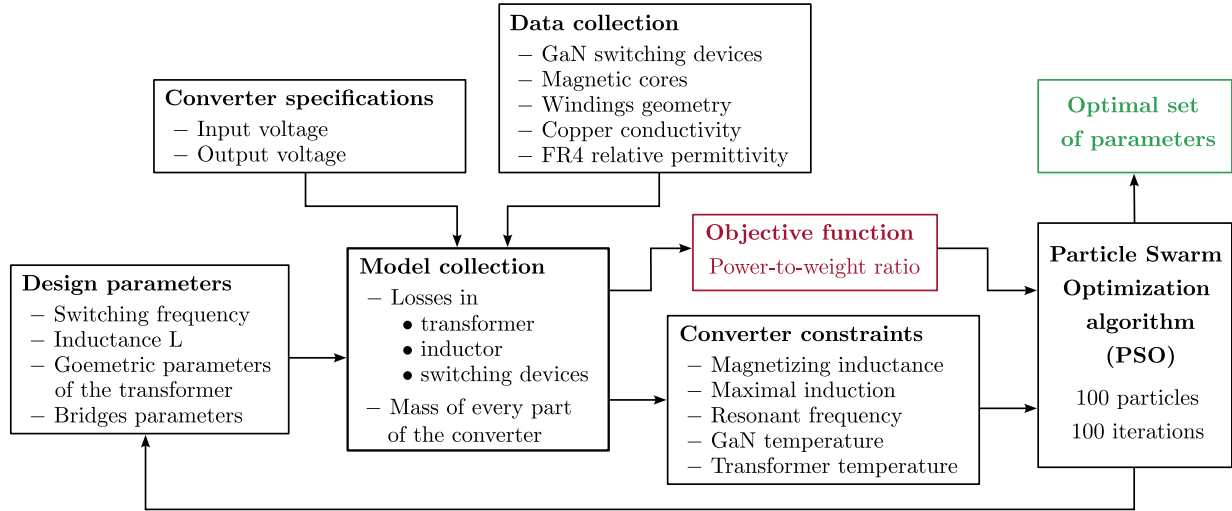 Data collection
– GaN switching devices
– Magnetic cores
– Windings geometry
– Copper conductivity
– FR4 relative permittivity
Converter specifications
– Input voltage
– Output voltage
Optimal set
of parameters
Design parameters
– Switching frequency
– Inductance L
– Goemetric parameters
of the transformer
– Bridges parameters
Model collection
– Losses in
• transformer
• inductor
• switching devices
– Mass of every part
of the converter
Objective function
Power-to-weight ratio
Converter constraints
– Magnetizing inductance
– Maximal induction
– Resonant frequency
– GaN temperature
– Transformer temperature
Particle Swarm
Optimization
algorithm
(PSO)
100 particles
100 iterations